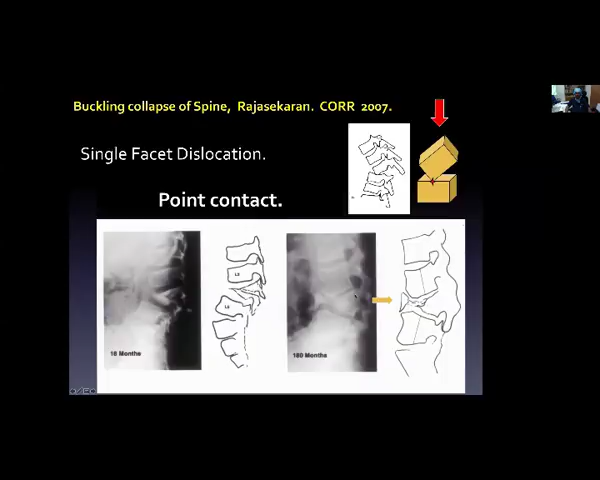 Buckling collapse of Spine, Rajasekaran. CORR 2007.
Single Facet Dislocation.
Point contact.
18 Months
180 Months